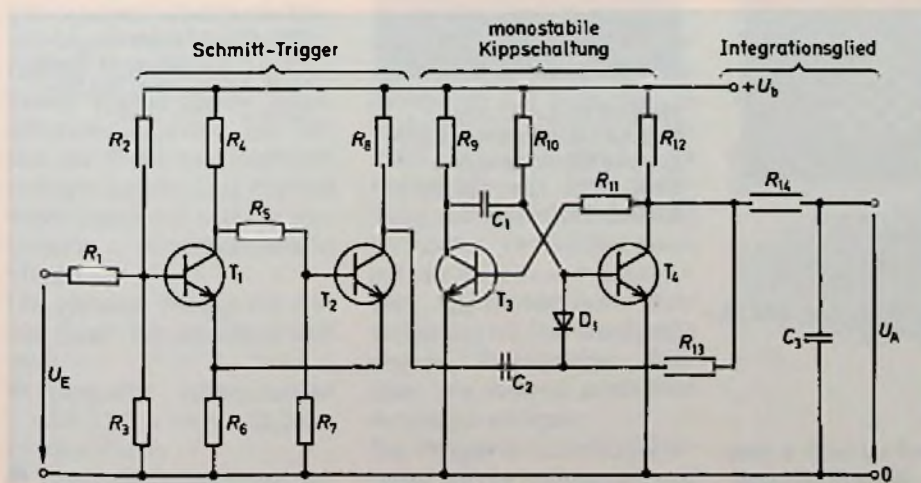 Schmitt-Trigger
monostabile
Kippschaltung
Integrationsglied
+U_b
R_2
R_4
R_8
R_9
R_10
R_12
R_5
C_1
R_11
R_14
R_1
T_1
T_2
T_3
T_4
D_1
C_2
R_13
C_3
U_E
U_A
R_3
R_6
R_7
0